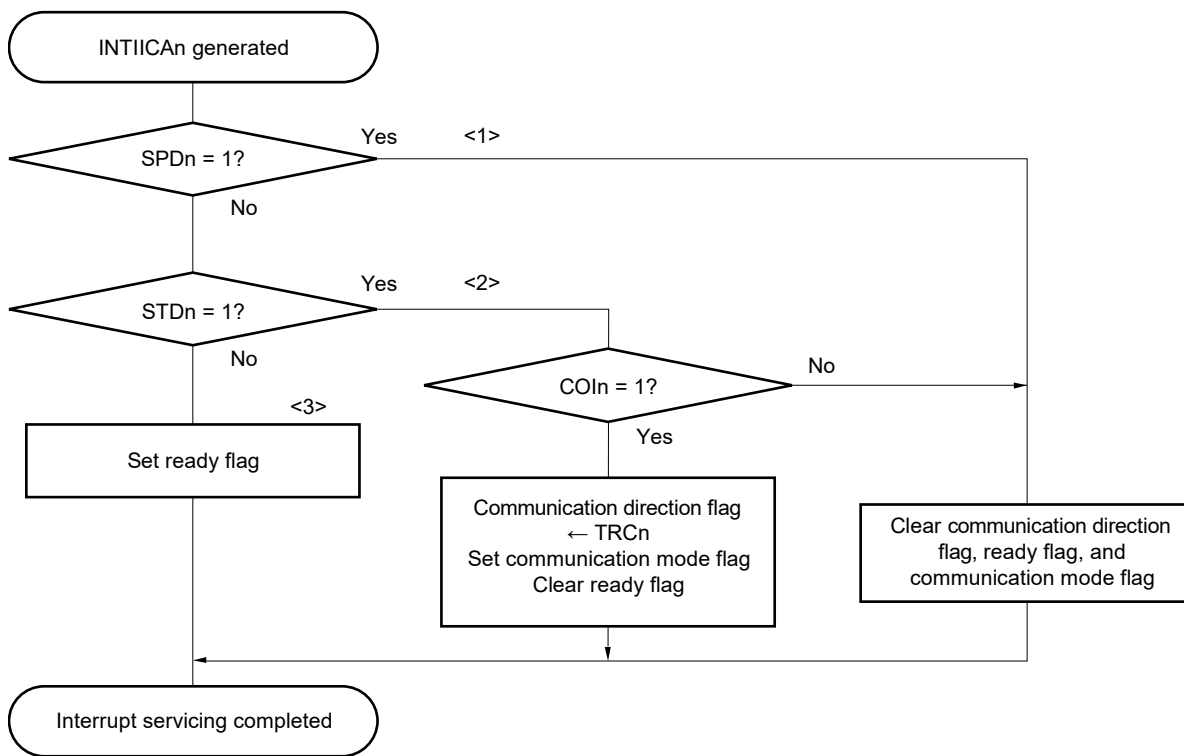 INTIICAn generated
Yes
<1>
SPDn = 1?
No
Yes
<2>
STDn = 1?
No
COIn = 1?
No
<3>
Yes
Set ready flag
Communication direction flag
← TRCn
Set communication mode flag
Clear ready flag
Clear communication direction
flag, ready flag, and
communication mode flag
Interrupt servicing completed